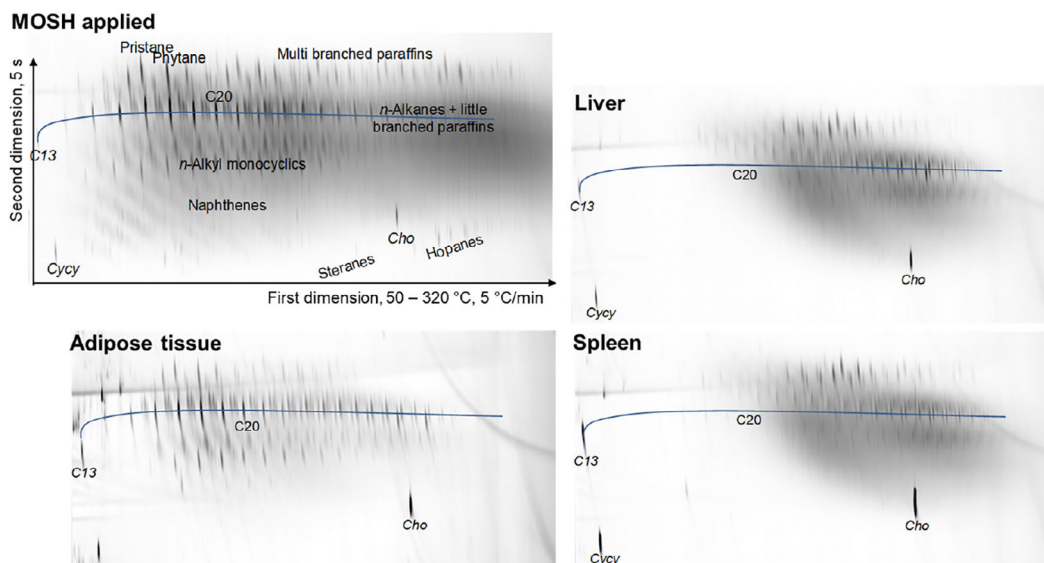 MOSH applied
Pristane
Phytane
Multi branched paraffins
C20
n-Alkanes + little
branched paraffins
C13
n-Alkyl monocyclics
Naphthenes
Cho
Hopanes
Steranes
Cycy
Second dimension, 5 s
First dimension, 50 – 320 °C, 5 °C/min
Liver
C20
C13
Cho
Cycy
Adipose tissue
C20
C13
Cho
Spleen
C20
C13
Cho
Cycy